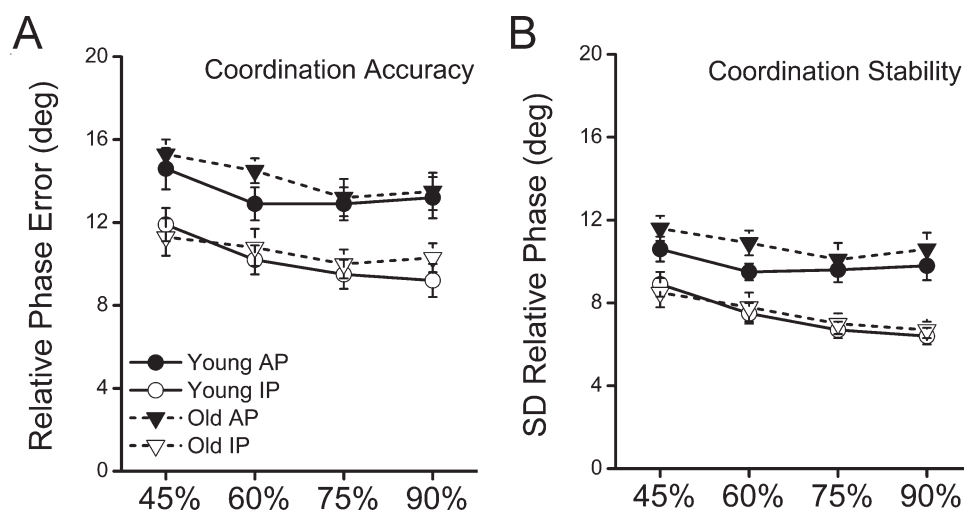 A
Coordination Accuracy
Relative Phase Error (deg)
20
16
12
8
4
0
Young AP
Young IP
Old AP
Old IP
45% 60% 75% 90%
B
Coordination Stability
SD Relative Phase (deg)
20
16
12
8
4
0
45% 60% 75% 90%